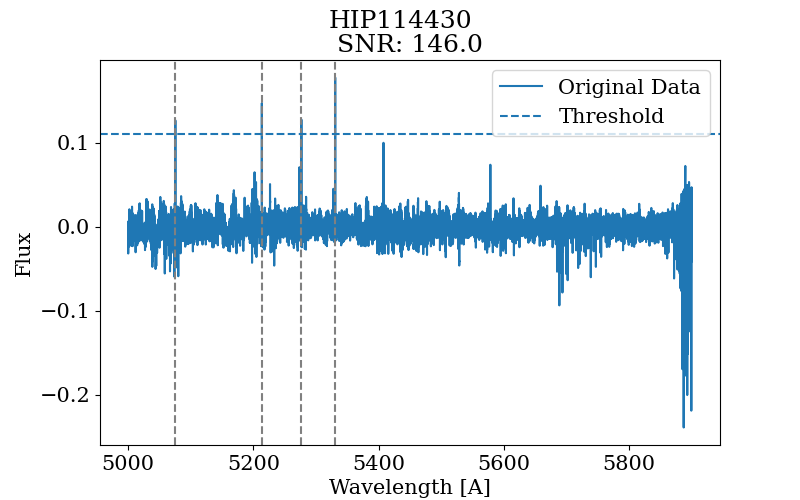 HIP114430
SNR: 146.0
Original Data
Threshold
Flux
0.1
0.0
−0.1
−0.2
5000 5200 5400 5600 5800
Wavelength [A]